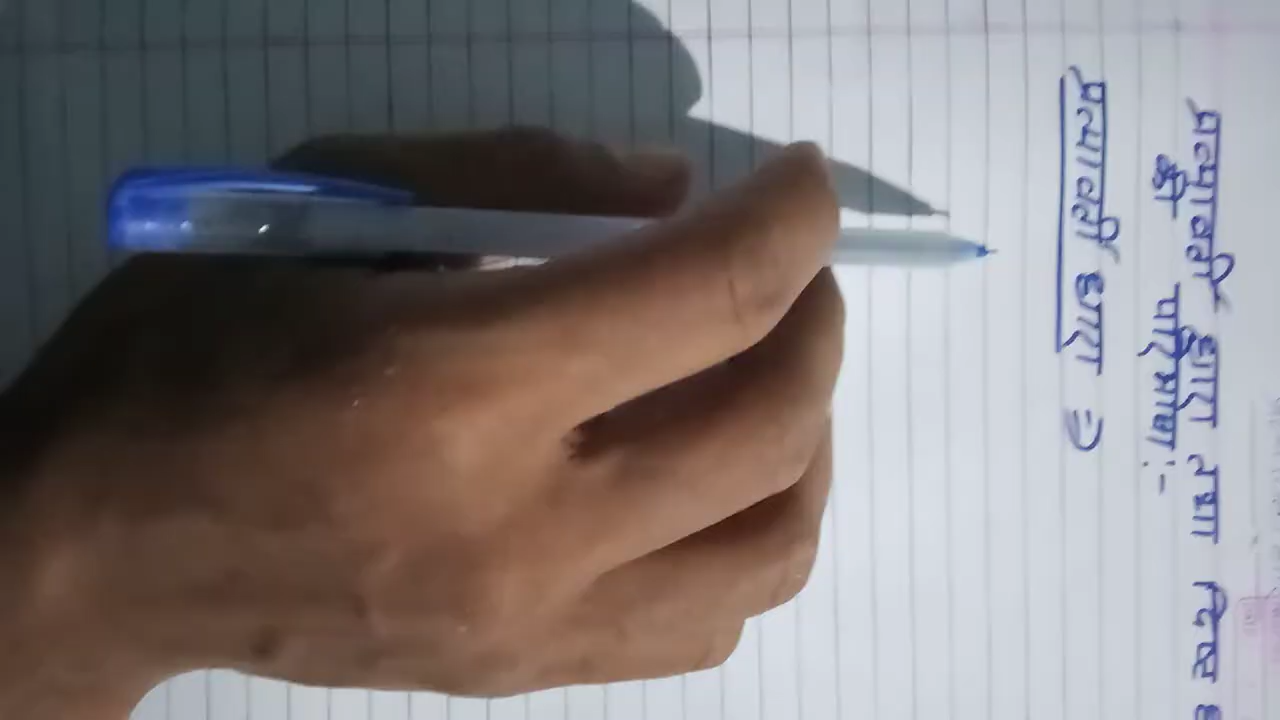 प्रत्यावर्ती धारा तथा दिष्ट
की परिभाषा :-
प्रत्यावर्ती धारा ⇒